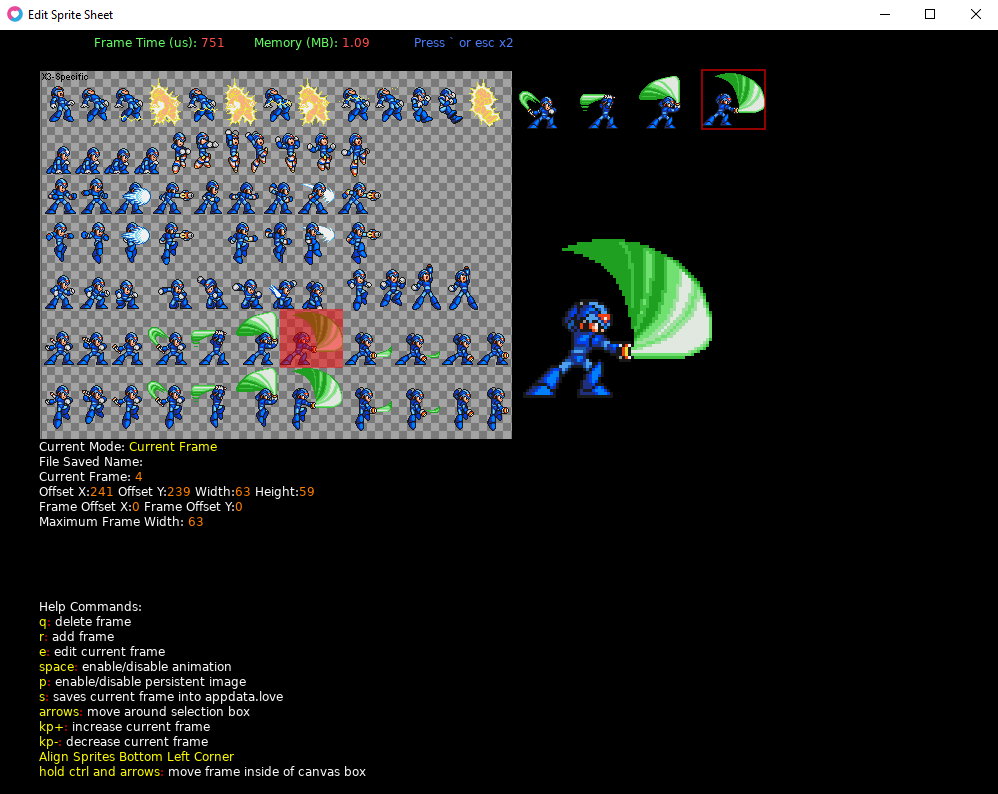 Edit Sprite Sheet
Frame Time (us): 751 Memory (MB): 1.09 Press ` or esc x2
X3-Specific
Current Mode: Current Frame
File Saved Name:
Current Frame: 4
Offset X:241 Offset Y:239 Width:63 Height:59
Frame Offset X:0 Frame Offset Y:0
Maximum Frame Width: 63
Help Commands:
q: delete frame
r: add frame
e: edit current frame
space: enable/disable animation
p: enable/disable persistent image
s: saves current frame into appdata.love
arrows: move around selection box
kp+: increase current frame
kp-: decrease current frame
Align Sprites Bottom Left Corner
hold ctrl and arrows: move frame inside of canvas box